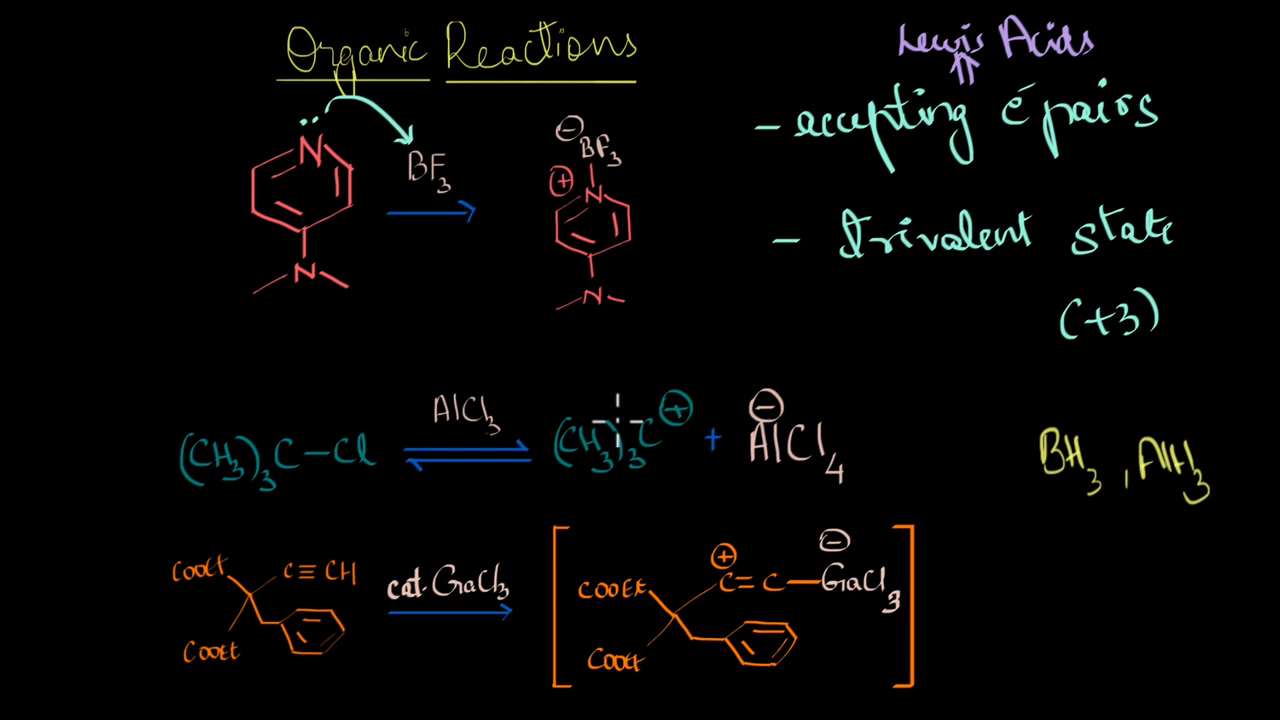 Organic Reactions
Lewis Acids
- accepting é pairs
- trivalent state
(+3)
N
BF3
N
⊖
BF3
⊕
N
N
(CH3)3C-Cl
AlCl3
(CH3)3C⊕
+
⊖
AlCl4
BH3, AlH3
COOEt
C≡CH
COOEt
cat. GaCl3
COOEt
⊕
C=C-GaCl3
⊖
COOEt